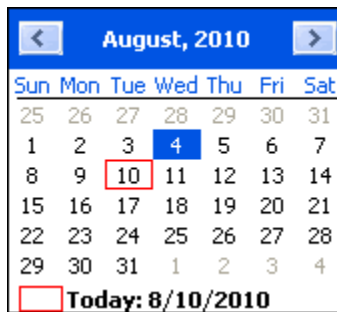 August, 2010
Sun Mon Tue Wed Thu Fri Sat
25 26 27 28 29 30 31
1 2 3 4 5 6 7
8 9 10 11 12 13 14
15 16 17 18 19 20 21
22 23 24 25 26 27 28
29 30 31 1 2 3 4
Today: 8/10/2010